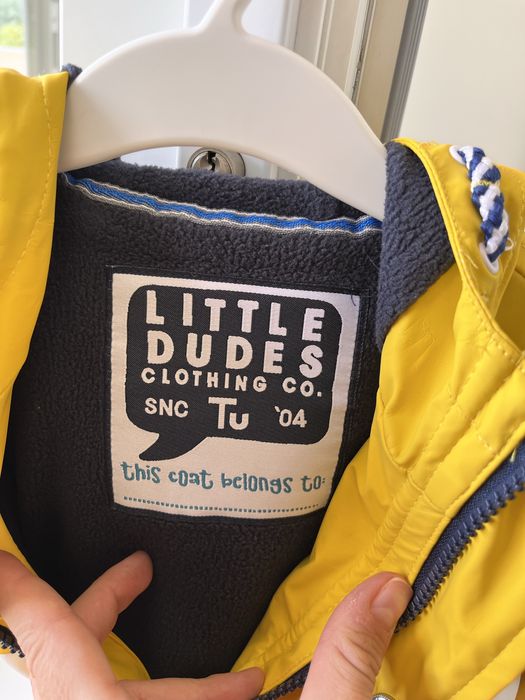 LITTLE
DUDES
CLOTHING CO.
SNC Tu '04
this coat belongs to: